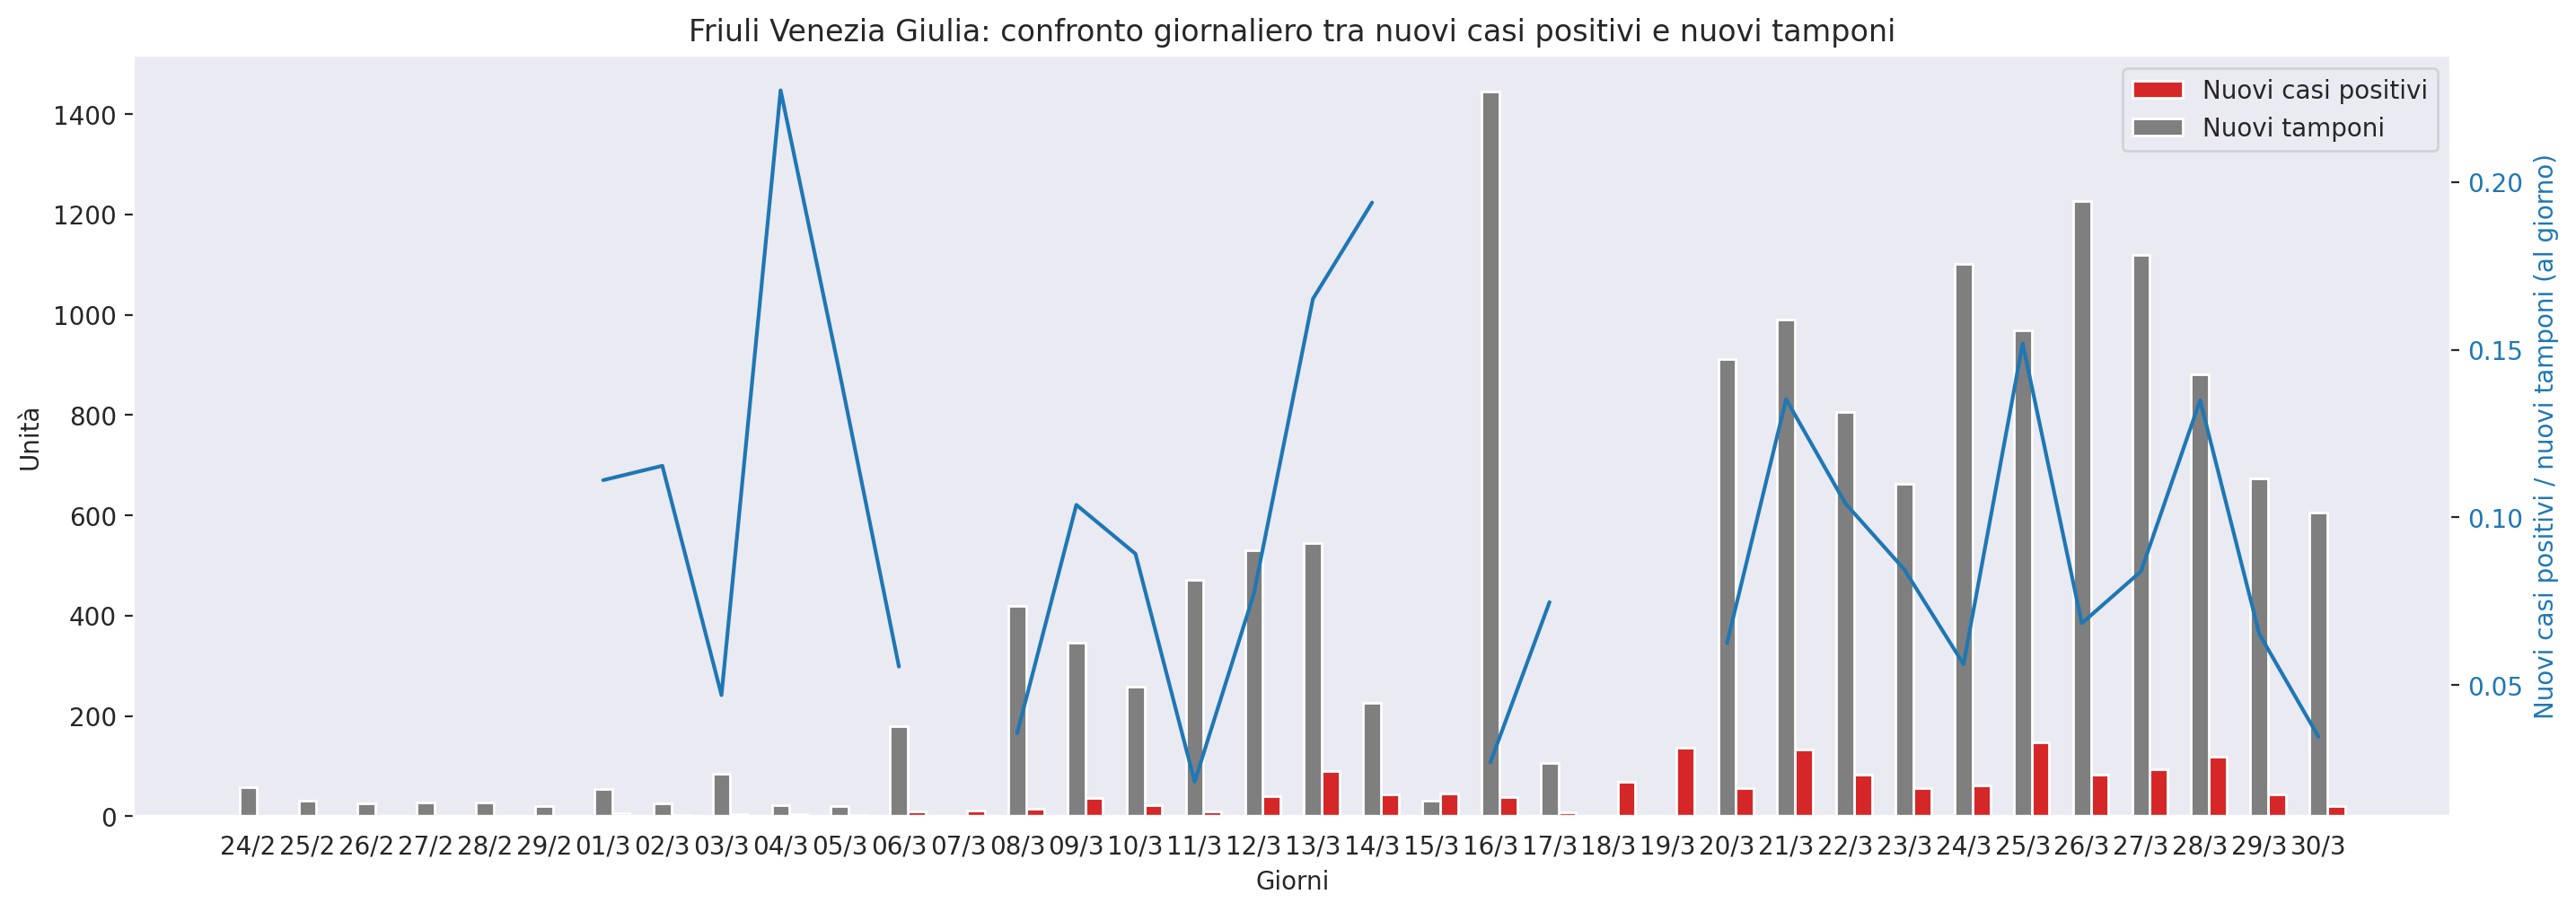 Friuli Venezia Giulia: confronto giornaliero tra nuovi casi positivi e nuovi tamponi
Nuovi casi positivi
Nuovi tamponi
Unità
1400
1200
1000
800
600
400
200
0
0.20
0.15
0.10
0.05
Nuovi casi positivi / nuovi tamponi (al giorno)
24/2 25/2 26/2 27/2 28/2 29/2 01/3 02/3 03/3 04/3 05/3 06/3 07/3 08/3 09/3 10/3 11/3 12/3 13/3 14/3 15/3 16/3 17/3 18/3 19/3 20/3 21/3 22/3 23/3 24/3 25/3 26/3 27/3 28/3 29/3 30/3
Giorni